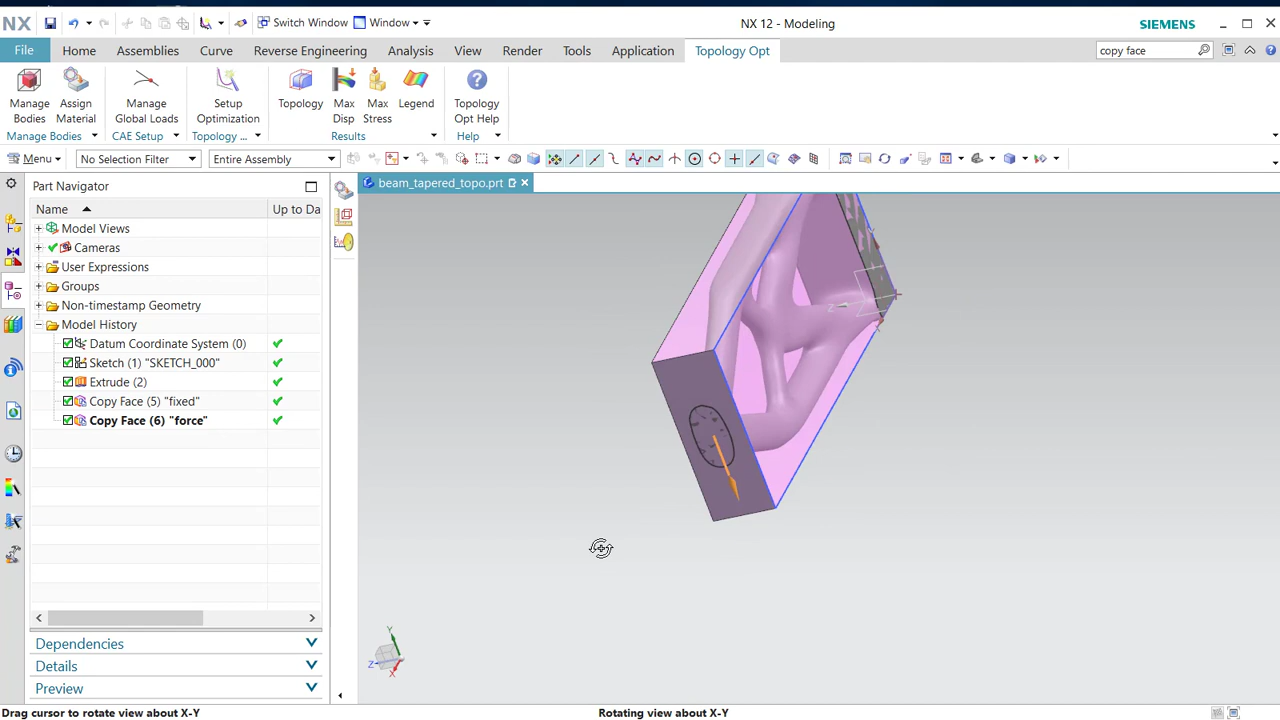 NX
Switch Window
Window
NX 12 - Modeling
SIEMENS
File
Home
Assemblies
Curve
Reverse Engineering
Analysis
View
Render
Tools
Application
Topology Opt
copy face
Manage Bodies
Assign Material
Manage Global Loads
Setup Optimization
Topology
Max Disp
Max Stress
Legend
Topology Opt Help
Manage Bodies
CAE Setup
Topology ...
Results
Help
Menu
No Selection Filter
Entire Assembly
Part Navigator
beam_tapered_topo.prt
Name
Up to Da
Model Views
Cameras
User Expressions
Groups
Non-timestamp Geometry
Model History
Datum Coordinate System (0)
Sketch (1) "SKETCH_000"
Extrude (2)
Copy Face (5) "fixed"
Copy Face (6) "force"
Z
Y
Z
X
Dependencies
Details
Preview
Drag cursor to rotate view about X-Y
Rotating view about X-Y